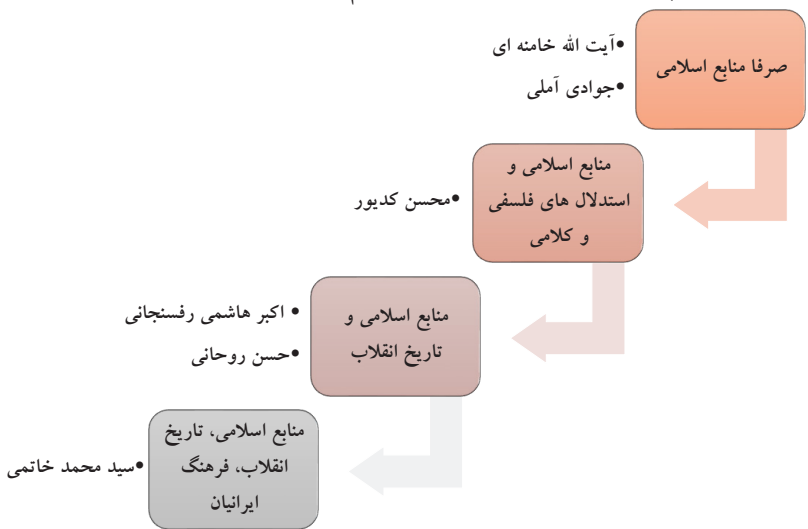 صرفا منابع اسلامی
•آیت الله خامنه ای
•جوادی آملی
منابع اسلامی و
استدلال های فلسفی
و کلامی
•محسن کدیور
منابع اسلامی و
تاریخ انقلاب
• اکبر هاشمی رفسنجانی
•حسن روحانی
منابع اسلامی، تاریخ
انقلاب، فرهنگ
ایرانیان
•سید محمد خاتمی